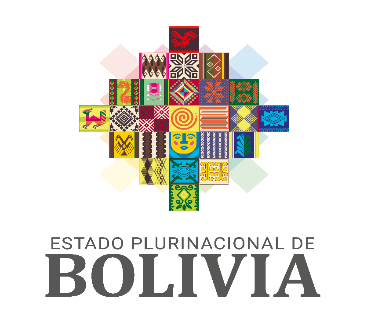 ESTADO PLURINACIONAL DE
BOLIVIA